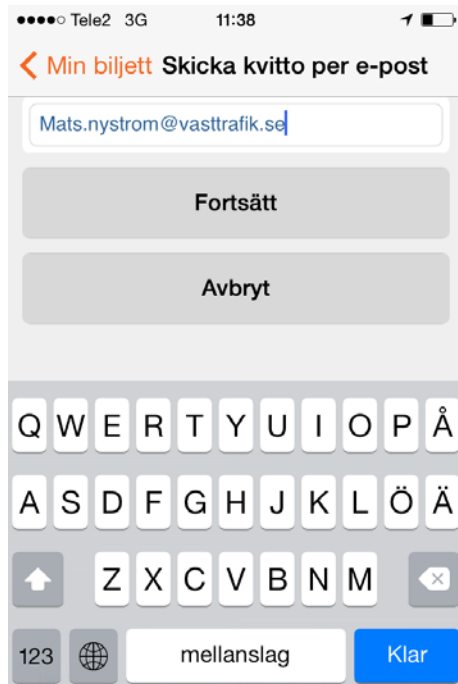 Tele2 3G 11:38
Min biljett Skicka kvitto per e-post
Mats.nystrom@vasttrafik.se
Fortsätt
Avbryt
Q W E R T Y U I O P Å
A S D F G H J K L Ö Ä
Z X C V B N M
123 mellanslag Klar